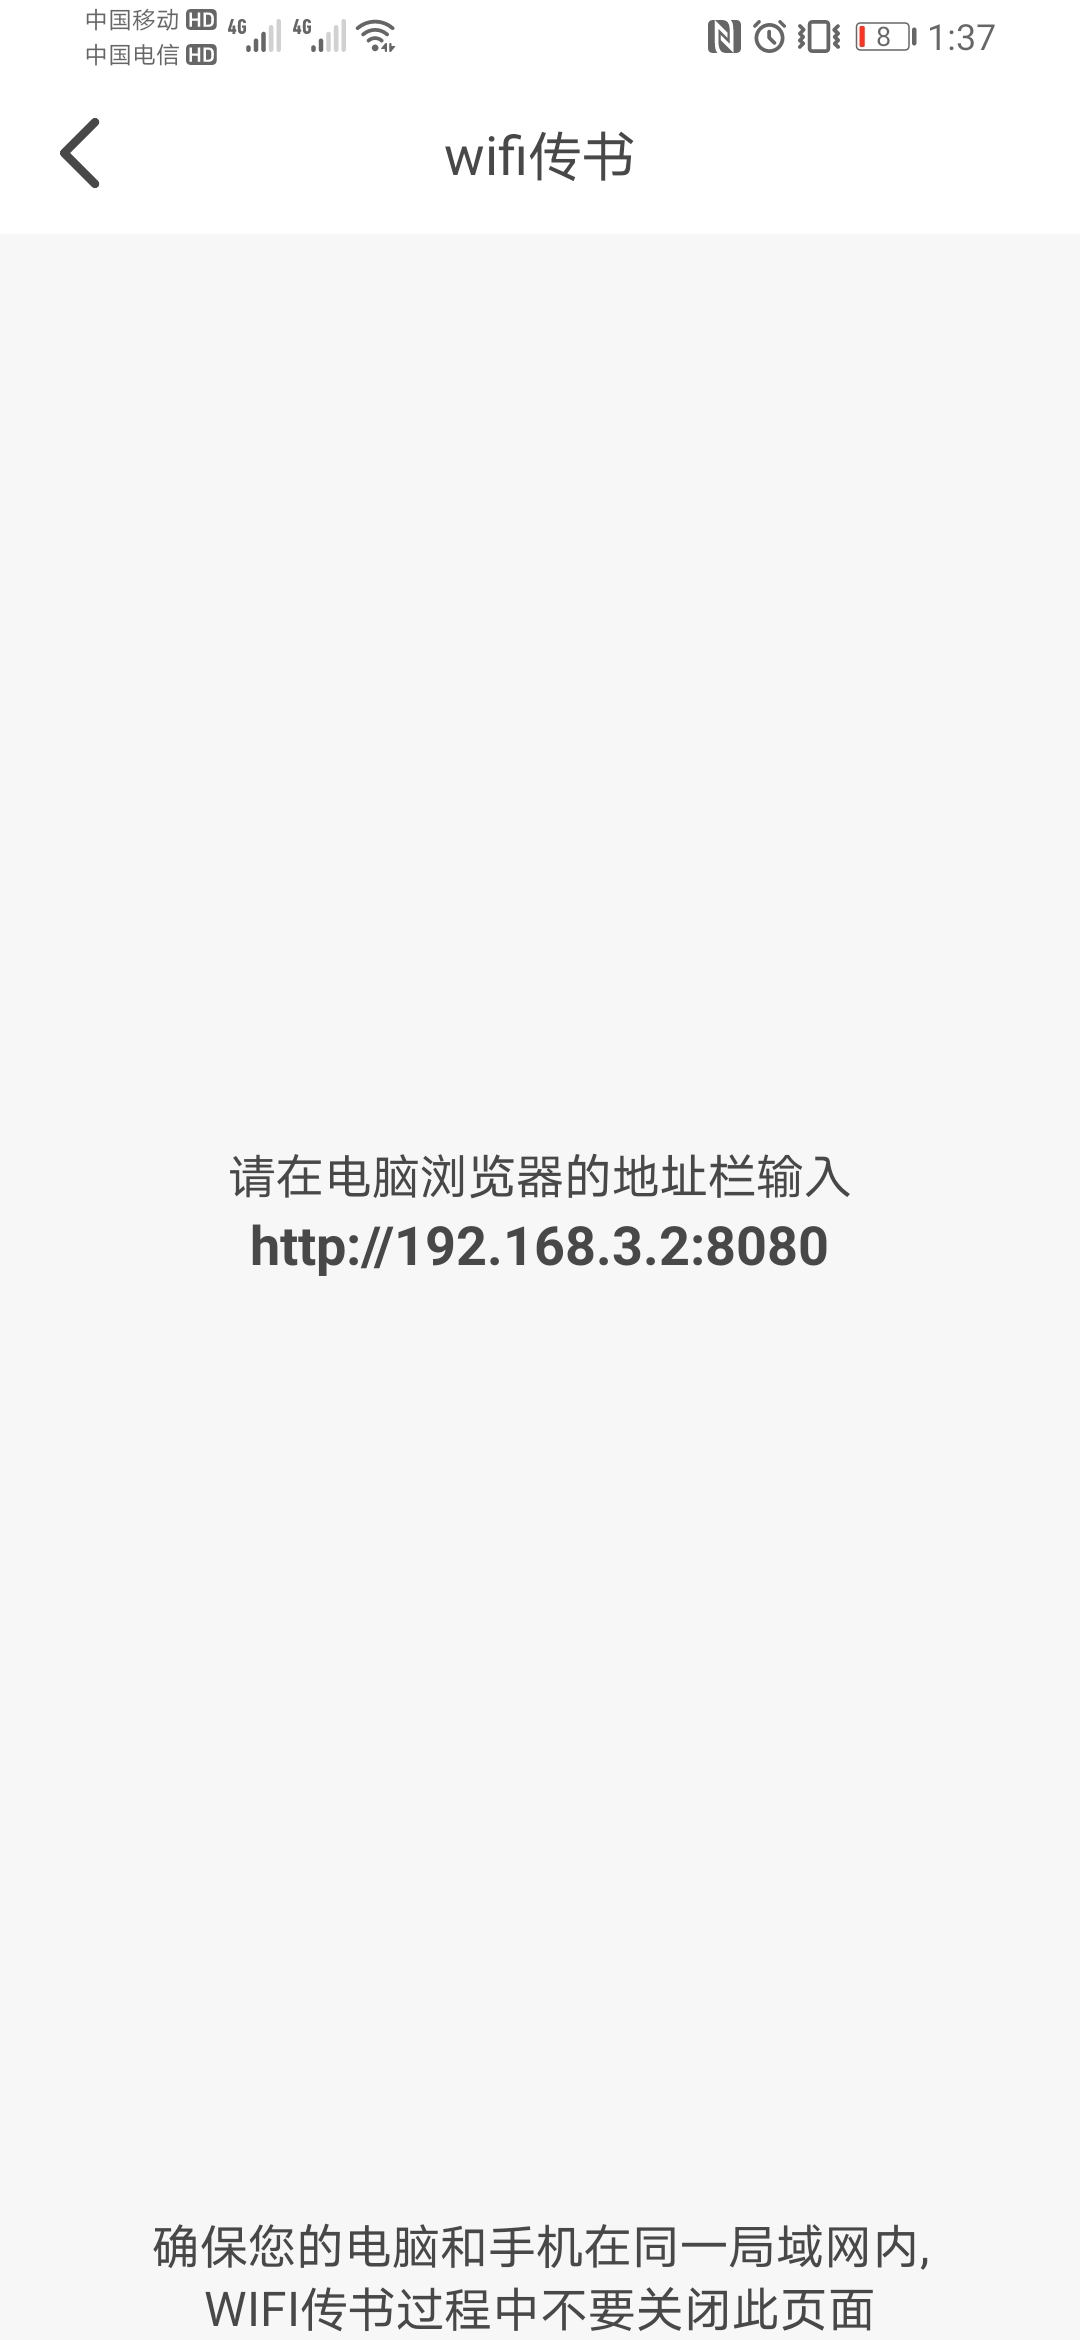 中国移动 HD 4G 4G 8 1:37
中国电信 HD
wifi传书
请在电脑浏览器的地址栏输入
http://192.168.3.2:8080
确保您的电脑和手机在同一局域网内,
WIFI传书过程中不要关闭此页面